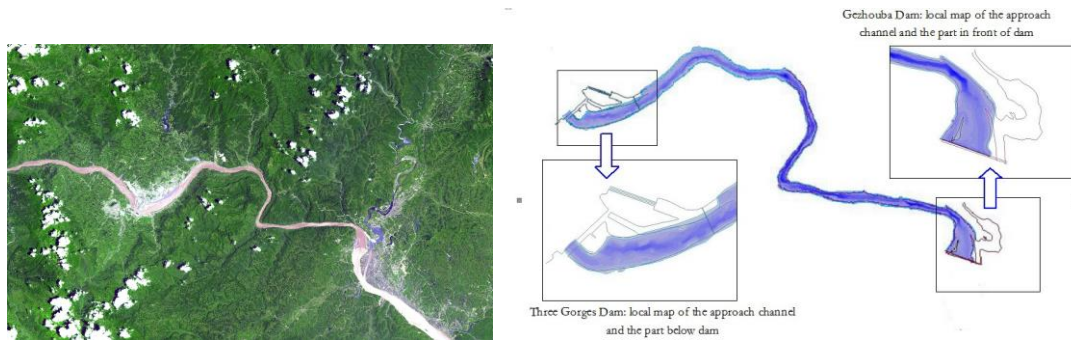 Gezhouba Dam: local map of the approach
channel and the part in front of dam
Three Gorges Dam: local map of the approach channel
and the part below dam